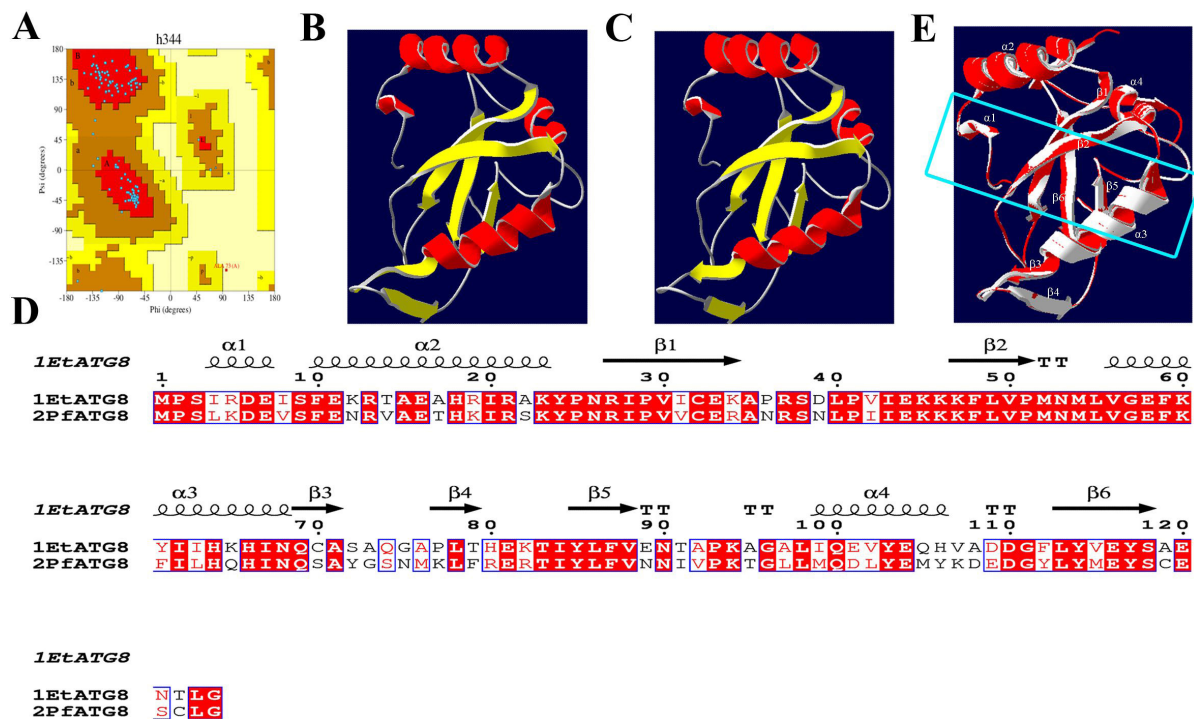 A
h344
B
b
b
~b
~b
a
A
~a
l
L
~l
~p
p
ALA 73 (A)
~b
b
b
~b
180
135
90
45
0
-45
-90
-135
Psi (degrees)
-180 -135 -90 -45 0 45 90 135 180
Phi (degrees)
B
C
E
α2
α4
β1
α1
β2
β5
β6
α3
β3
β4
D
1EtATG8 α1 α2 β1 β2 TT
1 10 20 30 40 50 60
1EtATG8 MPSIRDEISFEKRTAEAHRIRAKYPNRIPVICEKAPRSDLPVIEKKKFLVPMNMLVGEFK
2PfATG8 MPSLKDEVSFENRVAETHKIRSKYPNRIPVVCERANRSNLPIIEKKKFLVPMNMLVGEFK
1EtATG8 α3 β3 β4 β5 TT TT α4 TT β6
70 80 90 100 110 120
1EtATG8 YIIHKHINQCASAQGAPLTHEKTIYLFVENTAPKAGALIQEVYEQHVADDGFLYVEYSAE
2PfATG8 FILHQHINQSAYGSNMKLFRERTIYLFVNNIVPKTGLLMQDLYEMYKDEDGYLYMEYSCE
1EtATG8
1EtATG8 NTLG
2PfATG8 SCLG